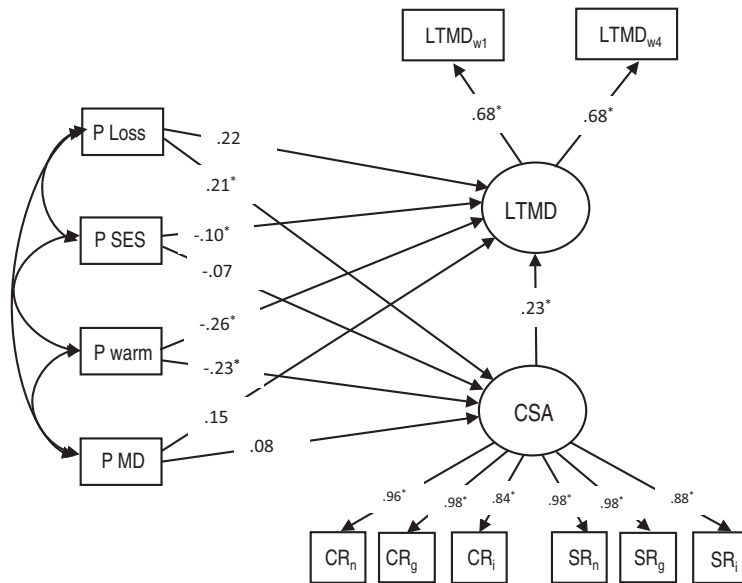 LTMDw1
LTMDw4
.68*
.68*
P Loss
.22
.21*
LTMD
P SES
-.10*
-.07
P warm
-.26*
-.23*
.23*
CSA
P MD
.15
.08
.96*
.98*
.84*
.98*
.98*
.88*
CRn
CRg
CRi
SRn
SRg
SRi